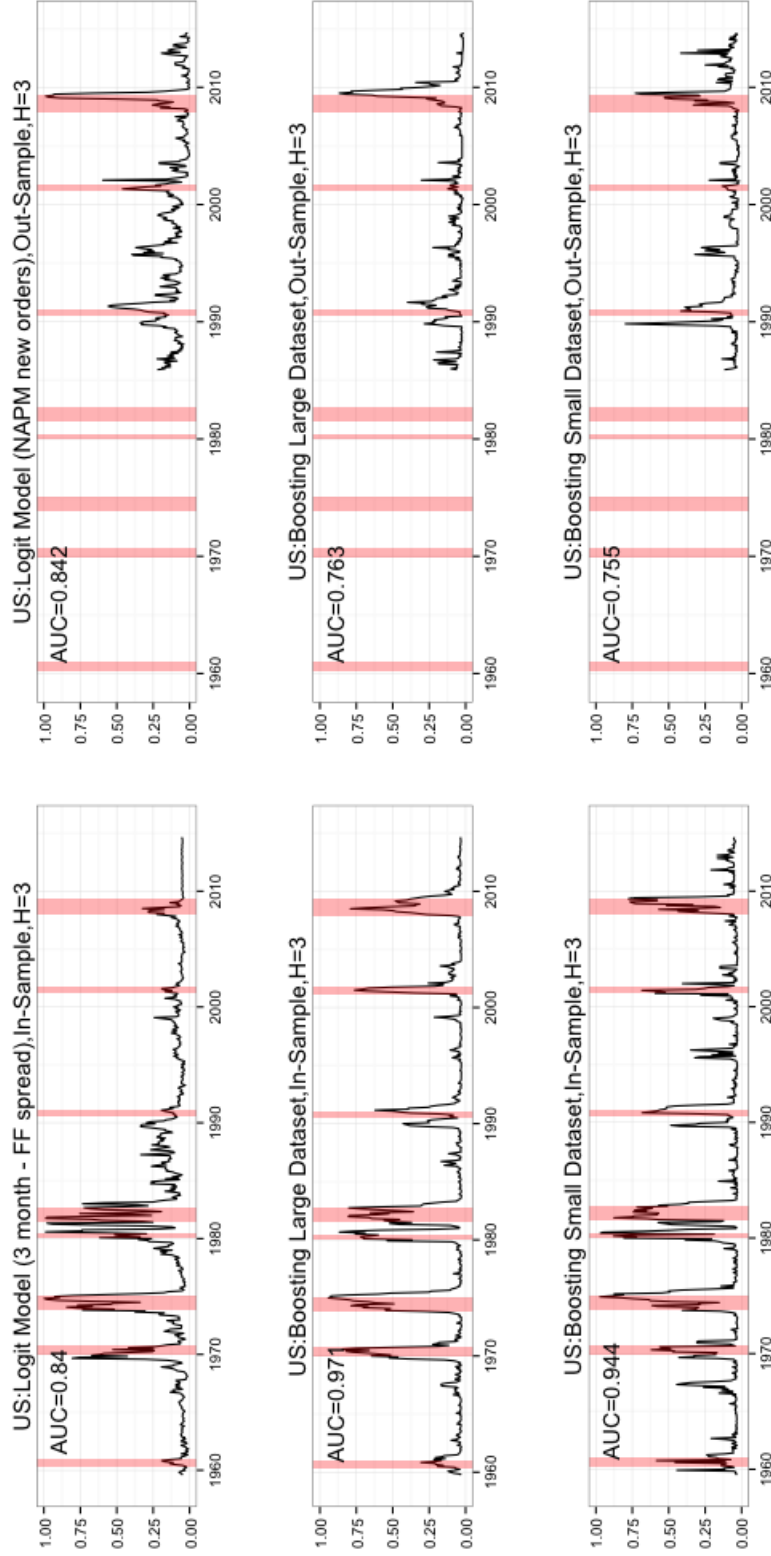 US:Logit Model (3 month - FF spread),In-Sample,H=3
AUC=0.84
1.00
0.75
0.50
0.25
0.00
1960 1970 1980 1990 2000 2010
US:Logit Model (NAPM new orders),Out-Sample,H=3
AUC=0.842
1.00
0.75
0.50
0.25
0.00
1960 1970 1980 1990 2000 2010
US:Boosting Large Dataset,In-Sample,H=3
AUC=0.971
1.00
0.75
0.50
0.25
0.00
1960 1970 1980 1990 2000 2010
US:Boosting Large Dataset,Out-Sample,H=3
AUC=0.763
1.00
0.75
0.50
0.25
0.00
1960 1970 1980 1990 2000 2010
US:Boosting Small Dataset,In-Sample,H=3
AUC=0.944
1.00
0.75
0.50
0.25
0.00
1960 1970 1980 1990 2000 2010
US:Boosting Small Dataset,Out-Sample,H=3
AUC=0.755
1.00
0.75
0.50
0.25
0.00
1960 1970 1980 1990 2000 2010